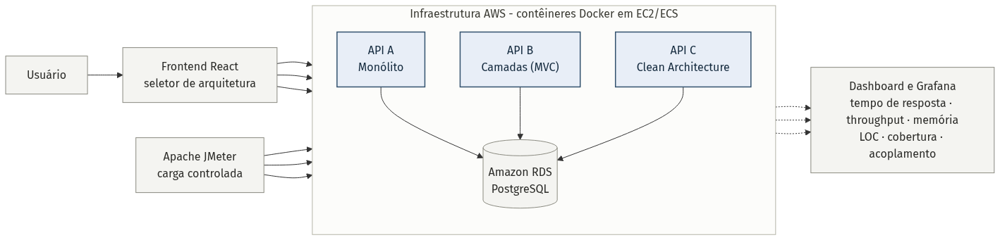 Infraestrutura AWS - contêineres Docker em EC2/ECS
Usuário
Frontend React
seletor de arquitetura
Apache JMeter
carga controlada
API A
Monólito
API B
Camadas (MVC)
API C
Clean Architecture
Amazon RDS
PostgreSQL
Dashboard e Grafana
tempo de resposta ·
throughput · memória
LOC · cobertura ·
acoplamento